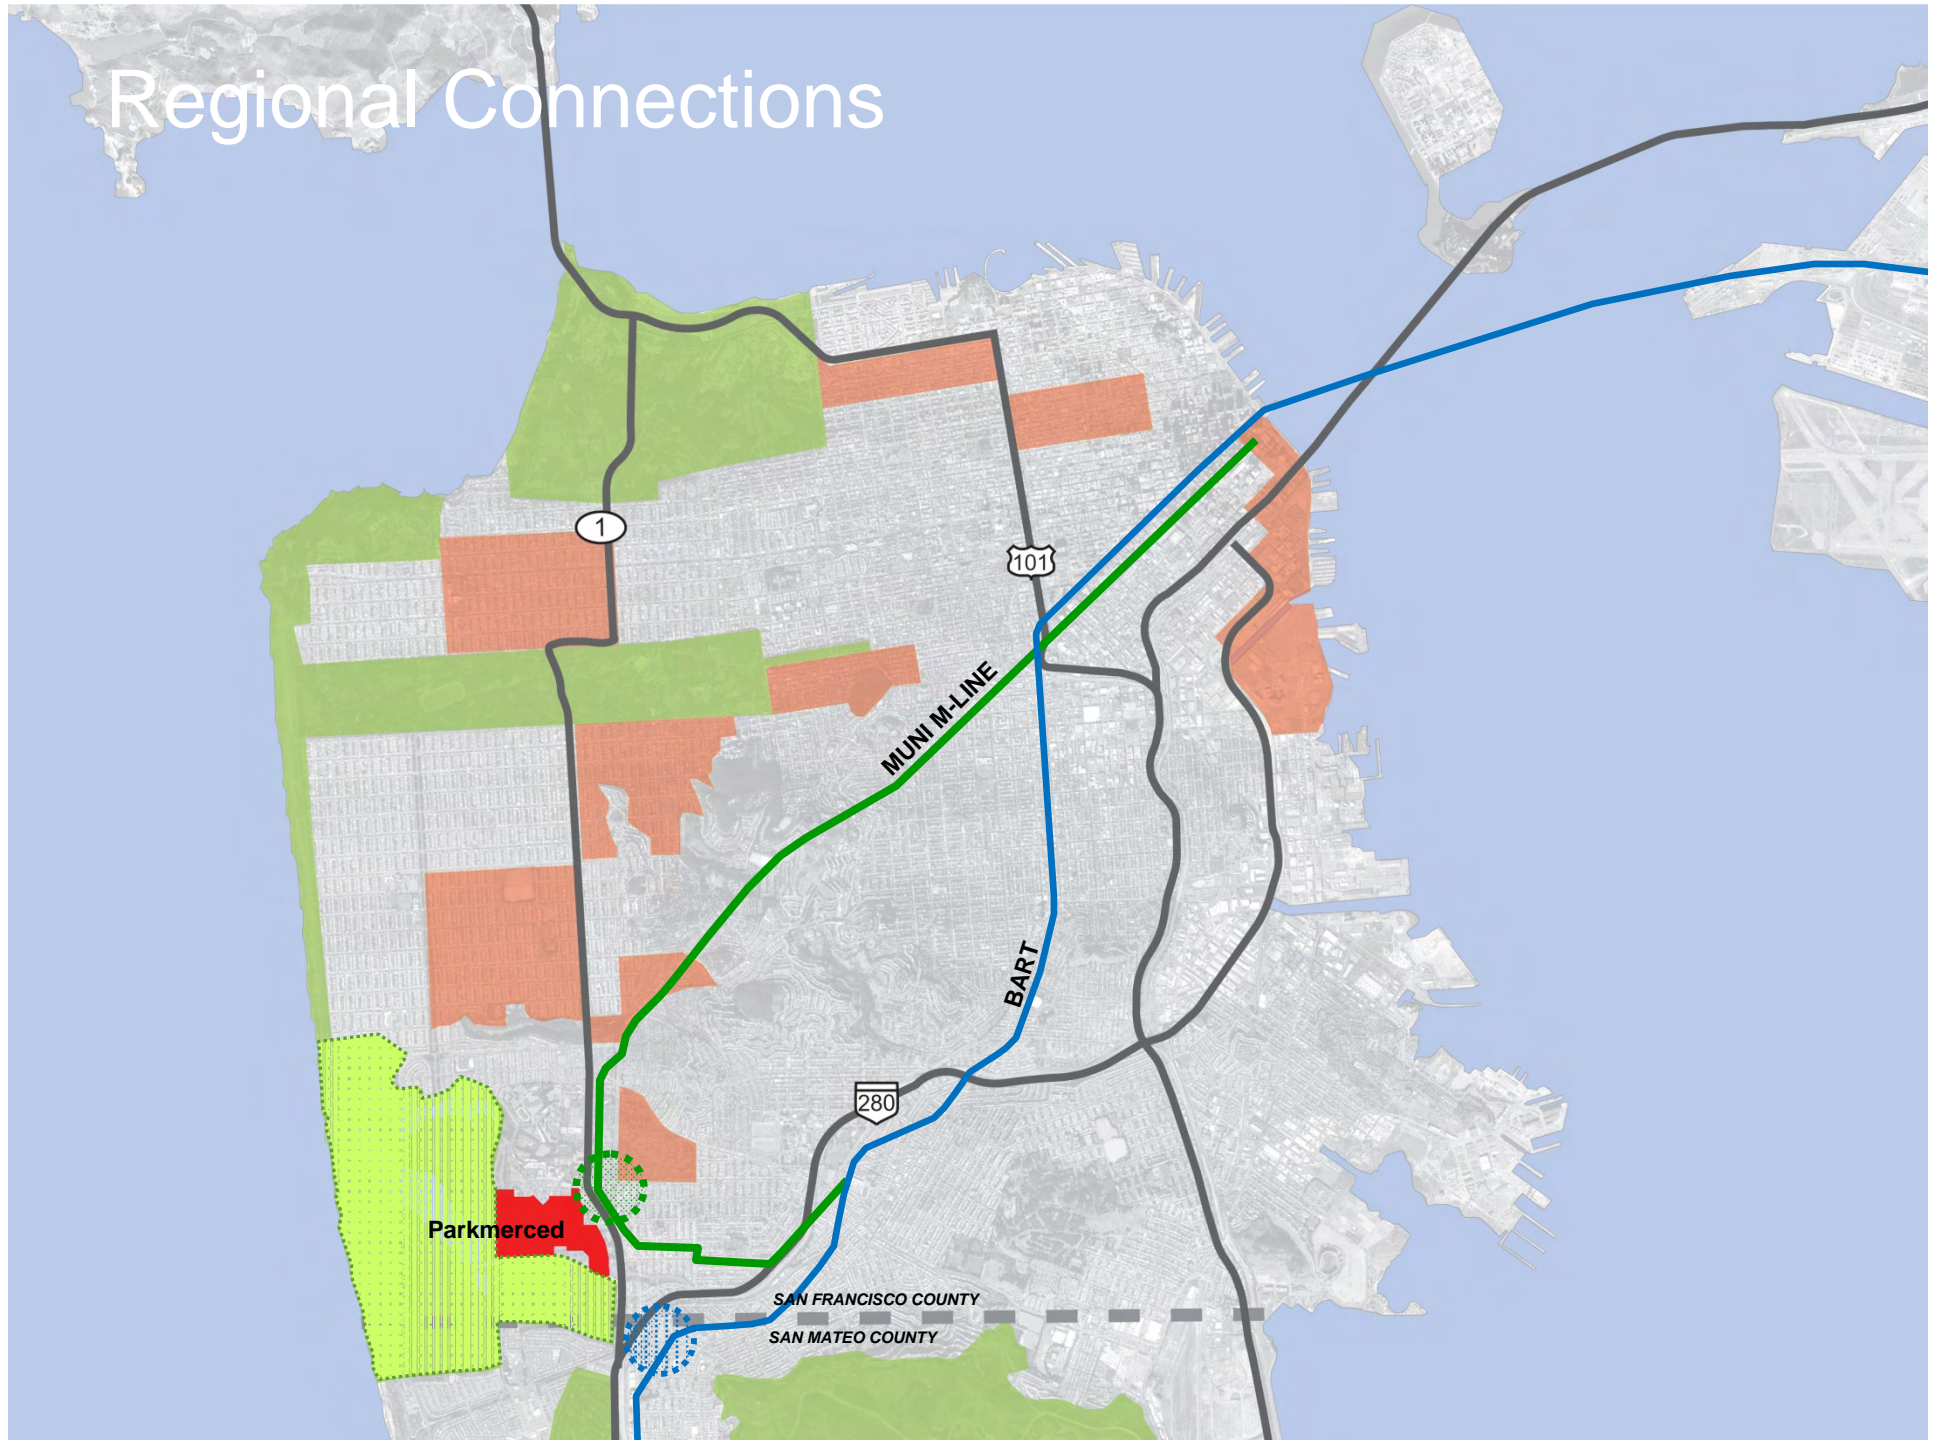 Regional Connections
1
101
MUNI M-LINE
BART
280
Parkmerced
SAN FRANCISCO COUNTY
SAN MATEO COUNTY